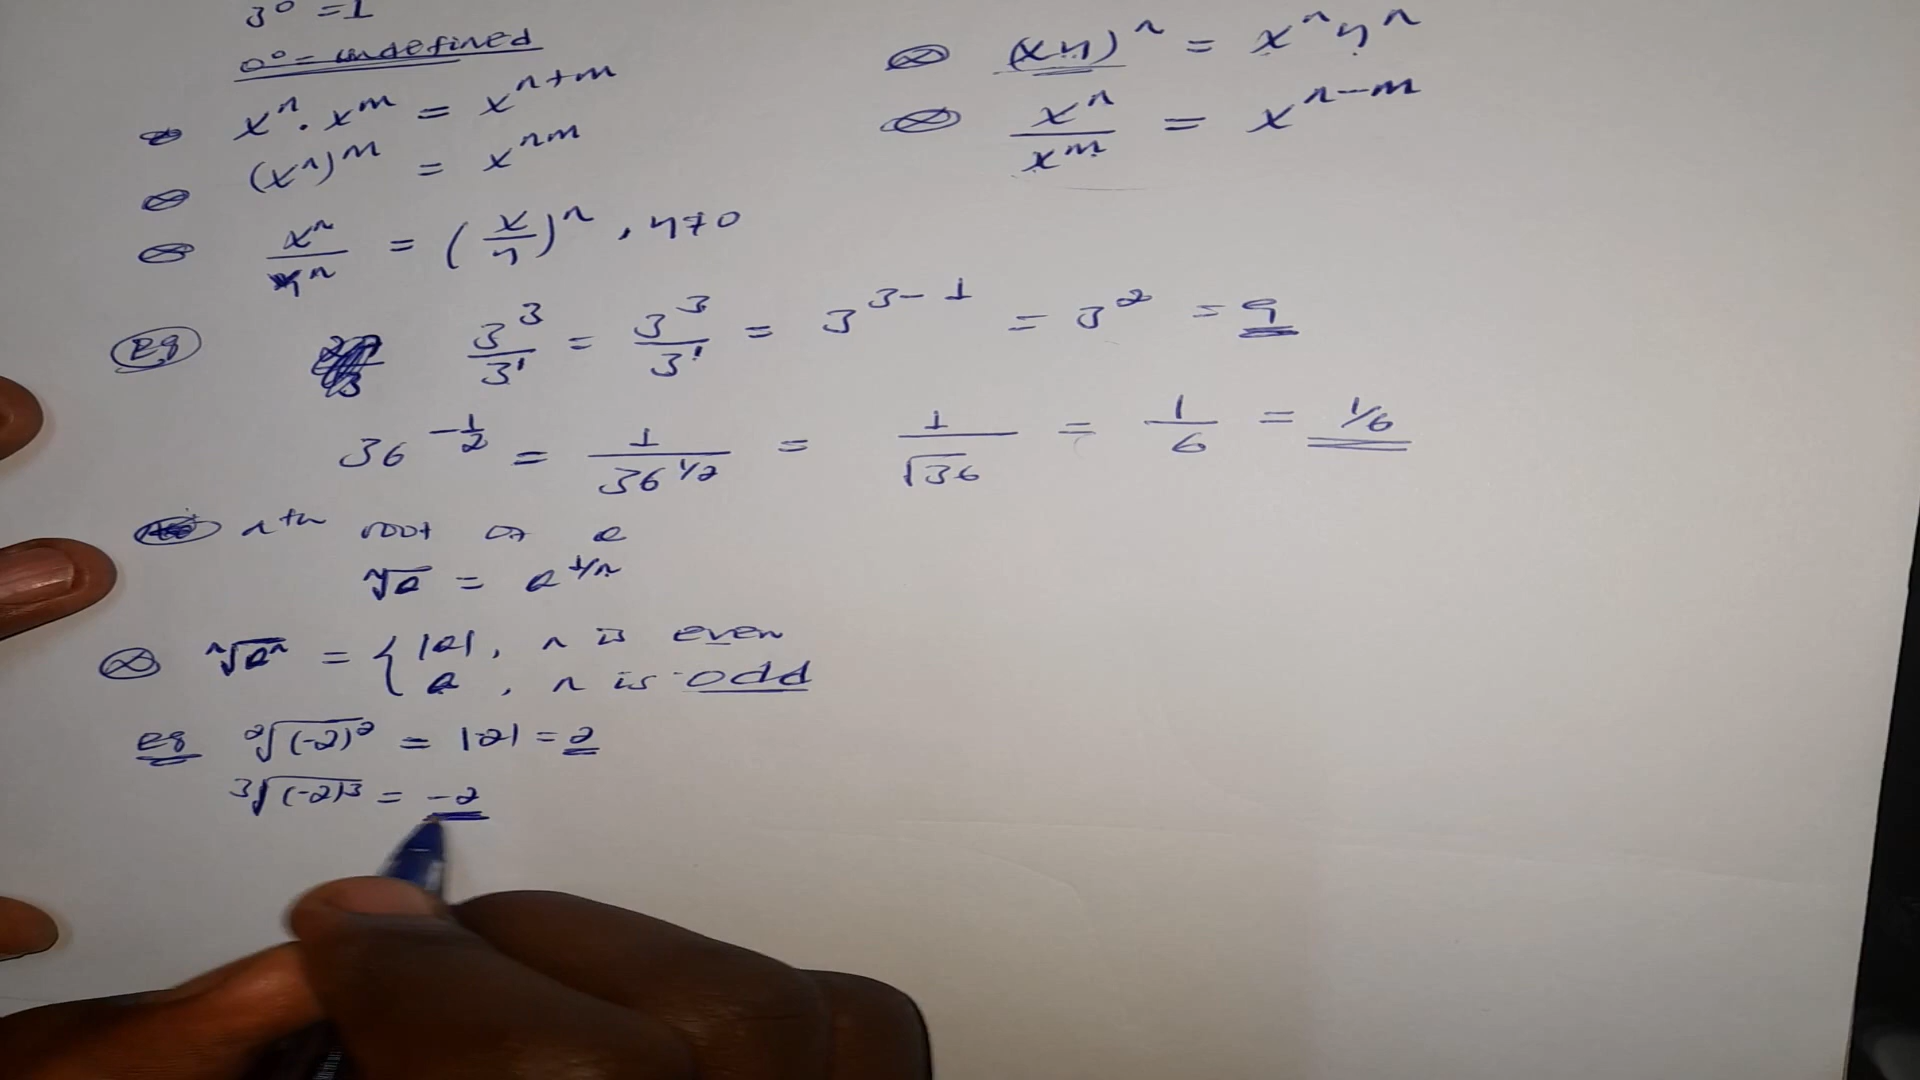 3⁰ = 1
0⁰ = undefined
xⁿ · xᵐ = xⁿ⁺ᵐ
(xⁿ)ᵐ = xⁿᵐ
xⁿ/yⁿ = (x/y)ⁿ, y≠0
(xy)ⁿ = xⁿyⁿ
xⁿ/xᵐ = xⁿ⁻ᵐ
Eg 3³/3¹ = 3³/3¹ = 3³⁻¹ = 3² = 9
36^(-1/2) = 1/36^(1/2) = 1/√36 = 1/6 = 1/6
nth root of a
ⁿ√a = a^(1/n)
ⁿ√aⁿ = { |a|, n is even
a, n is odd
eg ²√(-2)² = |2| = 2
³√(-2)³ = -2